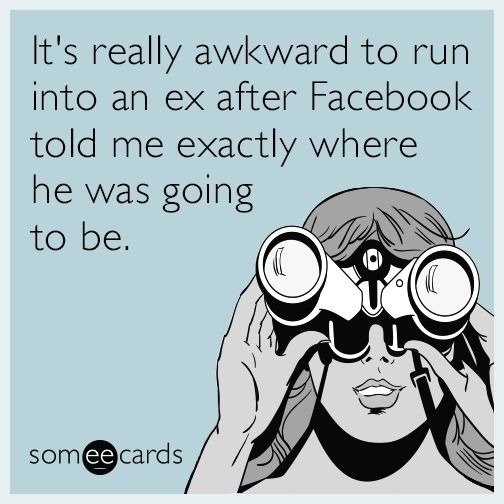 It's really awkward to run
into an ex after Facebook
told me exactly where
he was going
to be.
someecards